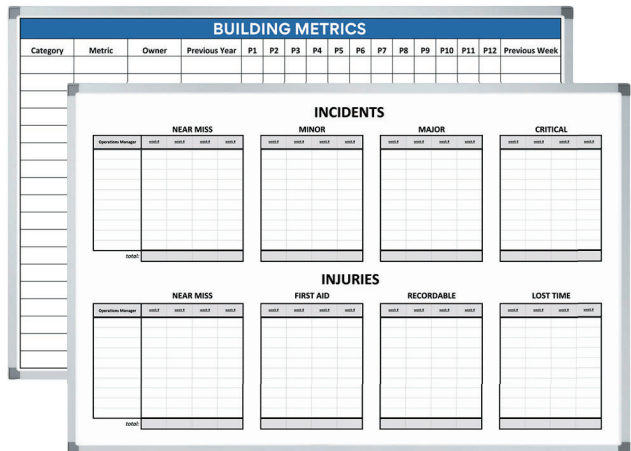 BUILDING METRICS
Category Metric Owner Previous Year P1 P2 P3 P4 P5 P6 P7 P8 P9 P10 P11 P12 Previous Week
INCIDENTS
NEAR MISS MINOR MAJOR CRITICAL
Operations Manager
total:
INJURIES
NEAR MISS FIRST AID RECORDABLE LOST TIME
Operations Manager
total: